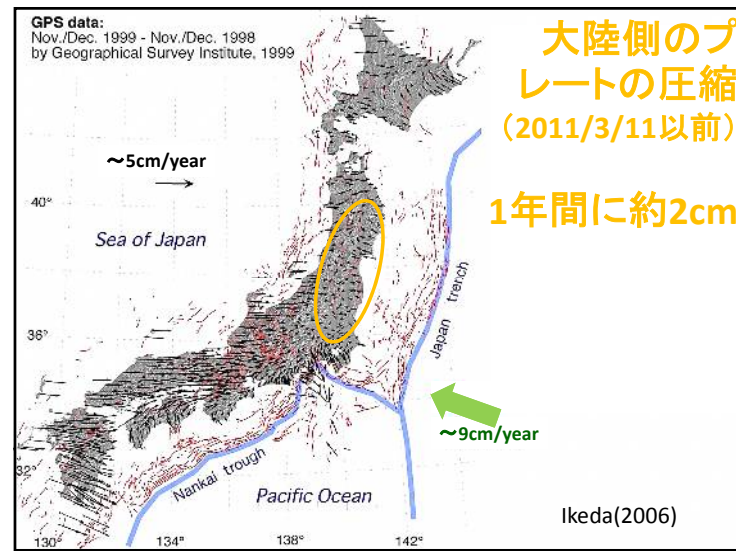 GPS data:
Nov./Dec. 1999 - Nov./Dec. 1998
by Geographical Survey Institute, 1999
大陸側のプ
レートの圧縮
（2011/3/11以前）
1年間に約2cm
～5cm/year
40°
Sea of Japan
36°
Japan trench
～9cm/year
32°
Nankai trough
Pacific Ocean
Ikeda(2006)
130°
134°
138°
142°